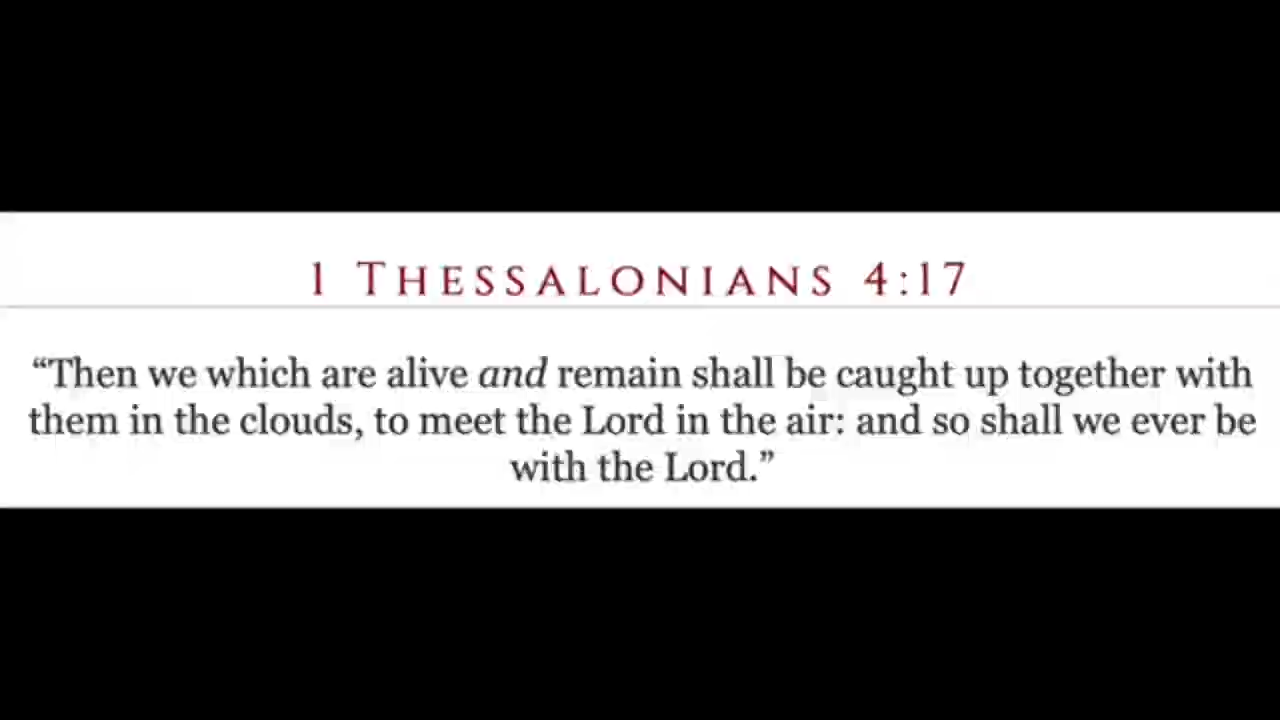 1 THESSALONIANS 4:17
“Then we which are alive and remain shall be caught up together with
them in the clouds, to meet the Lord in the air: and so shall we ever be
with the Lord.”